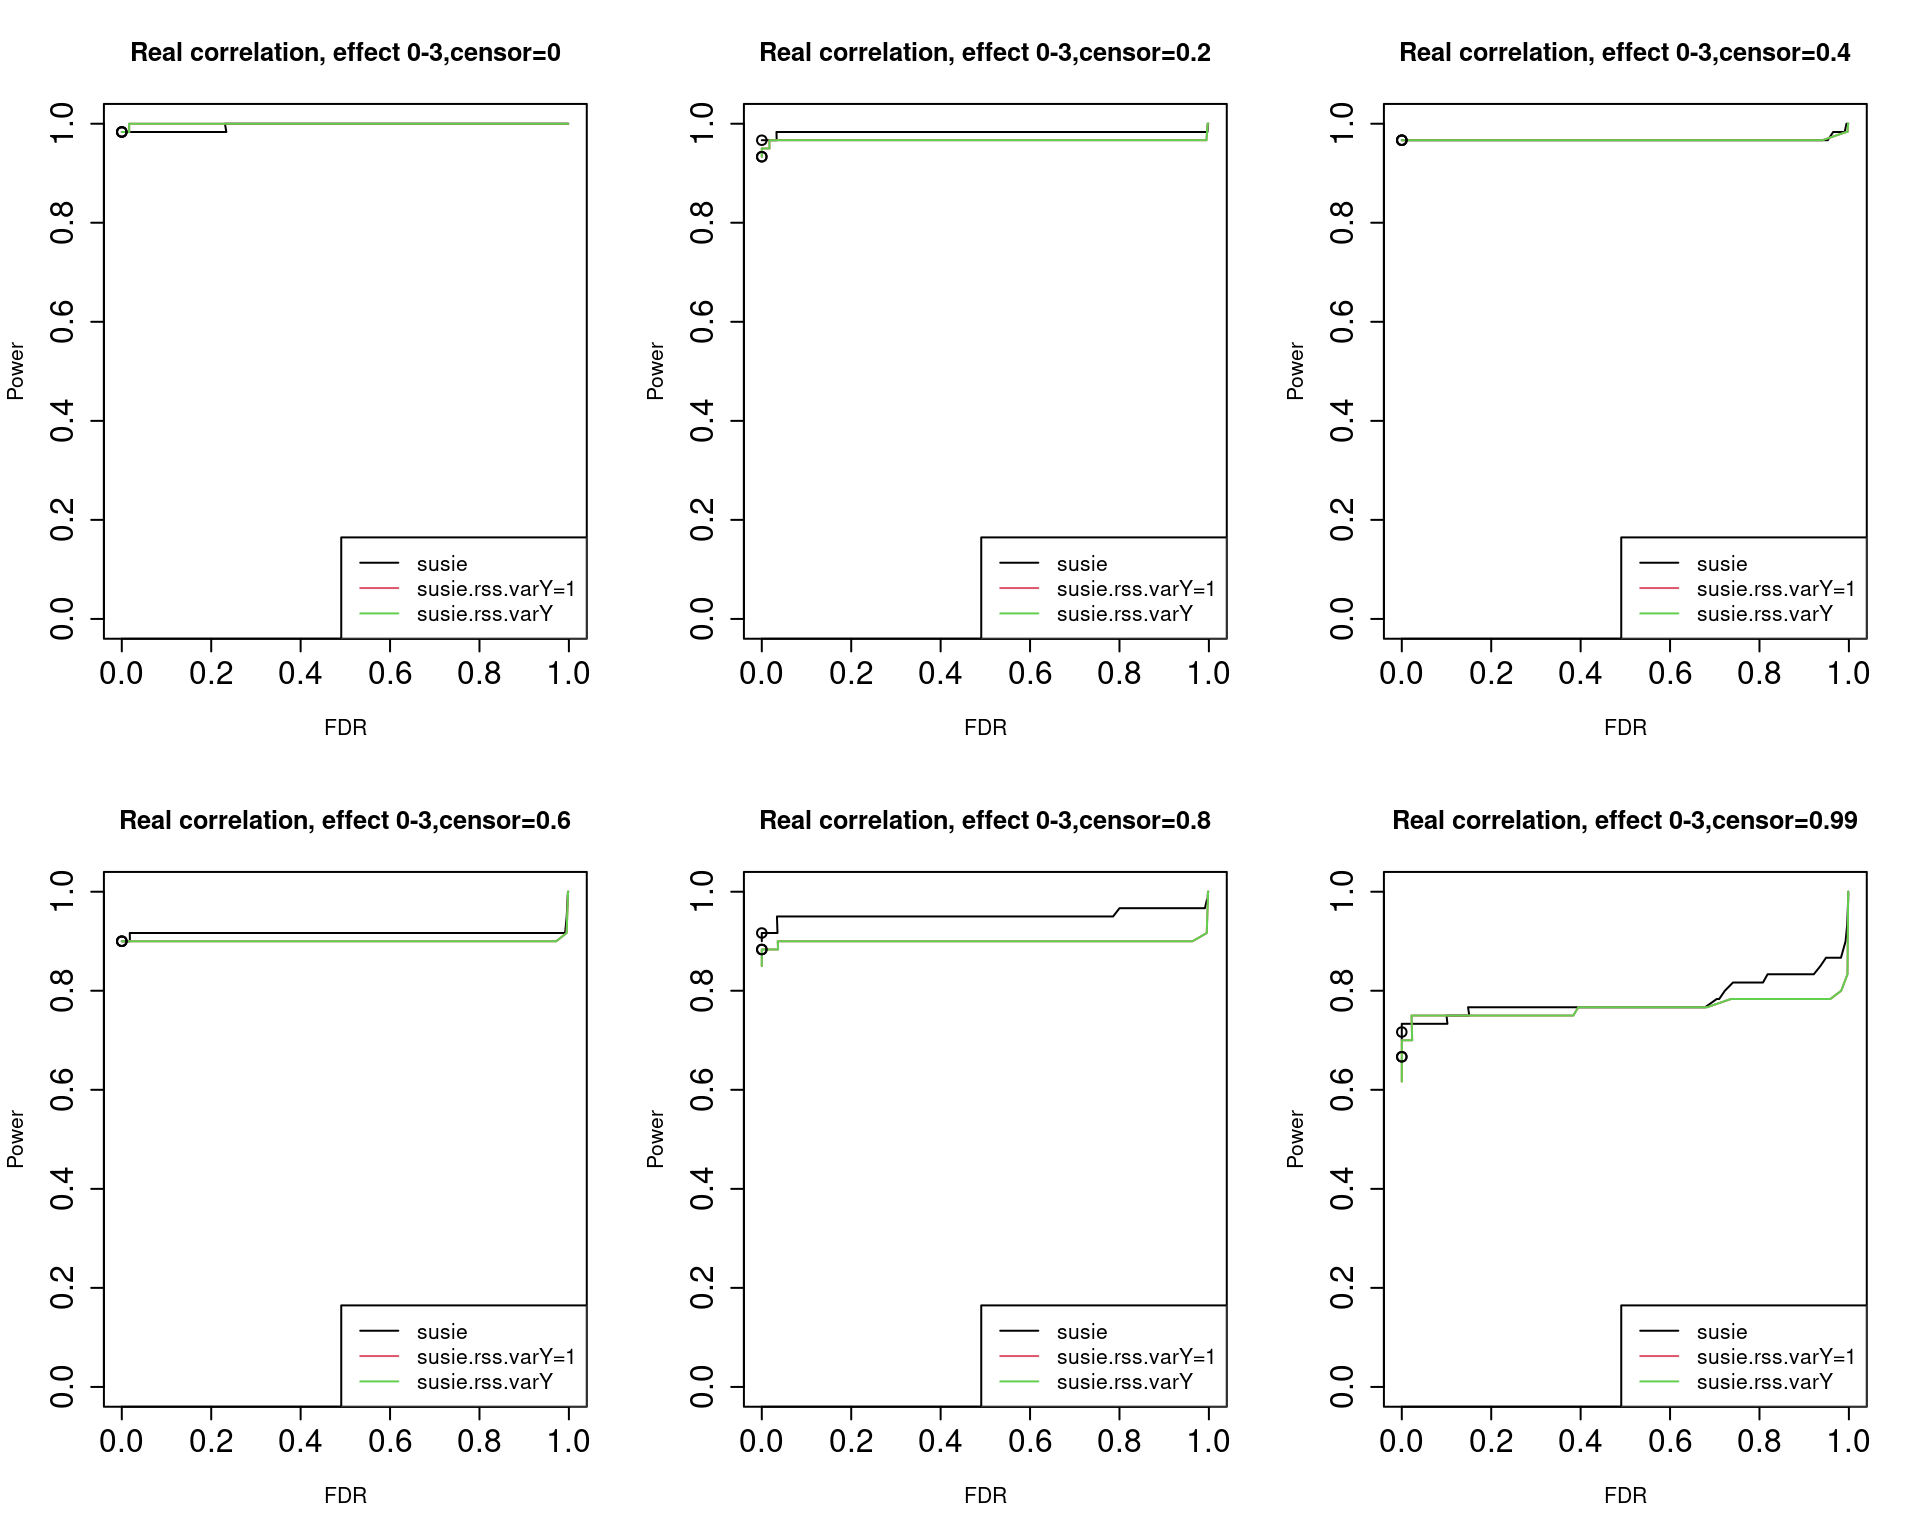 Real correlation, effect 0-3,censor=0
Power
1.0
0.8
0.6
0.4
0.2
0.0
susie
susie.rss.varY=1
susie.rss.varY
0.0 0.2 0.4 0.6 0.8 1.0
FDR
Real correlation, effect 0-3,censor=0.2
Power
1.0
0.8
0.6
0.4
0.2
0.0
susie
susie.rss.varY=1
susie.rss.varY
0.0 0.2 0.4 0.6 0.8 1.0
FDR
Real correlation, effect 0-3,censor=0.4
Power
1.0
0.8
0.6
0.4
0.2
0.0
susie
susie.rss.varY=1
susie.rss.varY
0.0 0.2 0.4 0.6 0.8 1.0
FDR
Real correlation, effect 0-3,censor=0.6
Power
1.0
0.8
0.6
0.4
0.2
0.0
susie
susie.rss.varY=1
susie.rss.varY
0.0 0.2 0.4 0.6 0.8 1.0
FDR
Real correlation, effect 0-3,censor=0.8
Power
1.0
0.8
0.6
0.4
0.2
0.0
susie
susie.rss.varY=1
susie.rss.varY
0.0 0.2 0.4 0.6 0.8 1.0
FDR
Real correlation, effect 0-3,censor=0.99
Power
1.0
0.8
0.6
0.4
0.2
0.0
susie
susie.rss.varY=1
susie.rss.varY
0.0 0.2 0.4 0.6 0.8 1.0
FDR